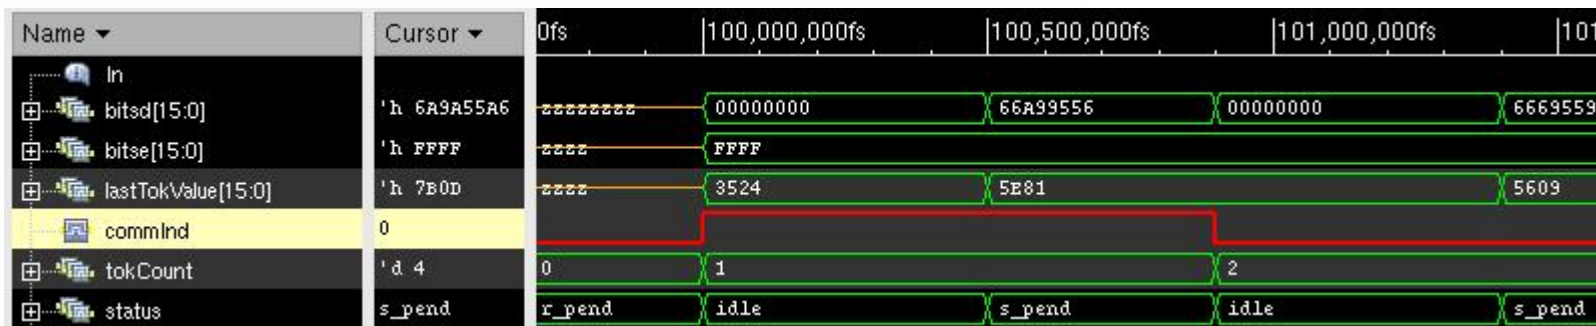 Name Cursor 0fs 100,000,000fs 100,500,000fs 101,000,000fs 101
In
bitsd[15:0] 'h 6A9A55A6 zzzzzzzz 00000000 66A99556 00000000 6669559
bitse[15:0] 'h FFFF zzzz FFFF
lastTokValue[15:0] 'h 7B0D zzzz 3524 5E81 5609
commInd 0
tokCount 'd 4 0 1 2
status s_pend r_pend idle s_pend idle s_pend